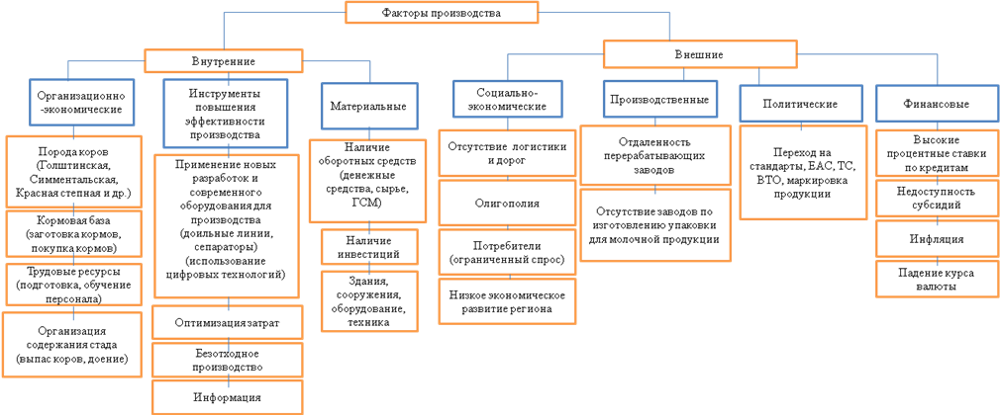 Факторы производства
Внутренние
Внешние
Организационно
-экономические
Порода коров
(Голштинская,
Симментальская,
Красная степная и др.)
Кормовая база
(заготовка кормов,
покупка кормов)
Трудовые ресурсы
(подготовка, обучение
персонала)
Организация
содержания стада
(выпас коров, доение)
Инструменты
повышения
эффективности
производства
Применение новых
разработок и
современного
оборудования для
производства
(доильные линии,
сепараторы)
(использование
цифровых технологий)
Оптимизация затрат
Безотходное
производство
Информация
Материальные
Наличие
оборотных средств
(денежные
средства, сырье,
ГСМ)
Наличие
инвестиций
Здания,
сооружения,
оборудование,
техника
Социально-
экономические
Отсутствие логистики
и дорог
Олигополия
Потребители
(ограниченный спрос)
Низкое экономическое
развитие региона
Производственные
Отдаленность
перерабатывающих
заводов
Отсутствие заводов по
изготовлению упаковки
для молочной продукции
Политические
Переход на
стандарты, ЕАС, ТС,
ВТО, маркировка
продукции
Финансовые
Высокие
процентные ставки
по кредитам
Недоступность
субсидий
Инфляция
Падение курса
валюты